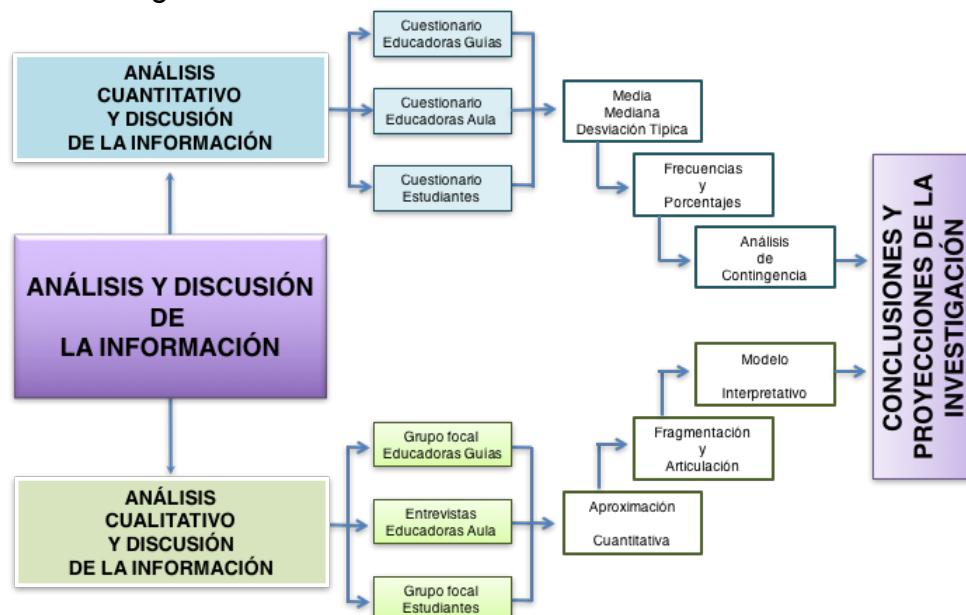 Cuestionario
Educadoras Guías
Cuestionario
Educadoras Aula
Cuestionario
Estudiantes
ANÁLISIS
CUANTITATIVO
Y DISCUSIÓN
DE LA INFORMACIÓN
Media
Mediana
Desviación Típica
Frecuencias
y
Porcentajes
Análisis
de
Contingencia
ANÁLISIS Y DISCUSIÓN
DE
LA INFORMACIÓN
CONCLUSIONES Y
PROYECCIONES DE LA
INVESTIGACIÓN
Modelo
Interpretativo
Fragmentación
y
Articulación
Aproximación
Cuantitativa
Grupo focal
Educadoras Guías
Entrevistas
Educadoras Aula
Grupo focal
Estudiantes
ANÁLISIS
CUALITATIVO
Y DISCUSIÓN
DE LA INFORMACIÓN